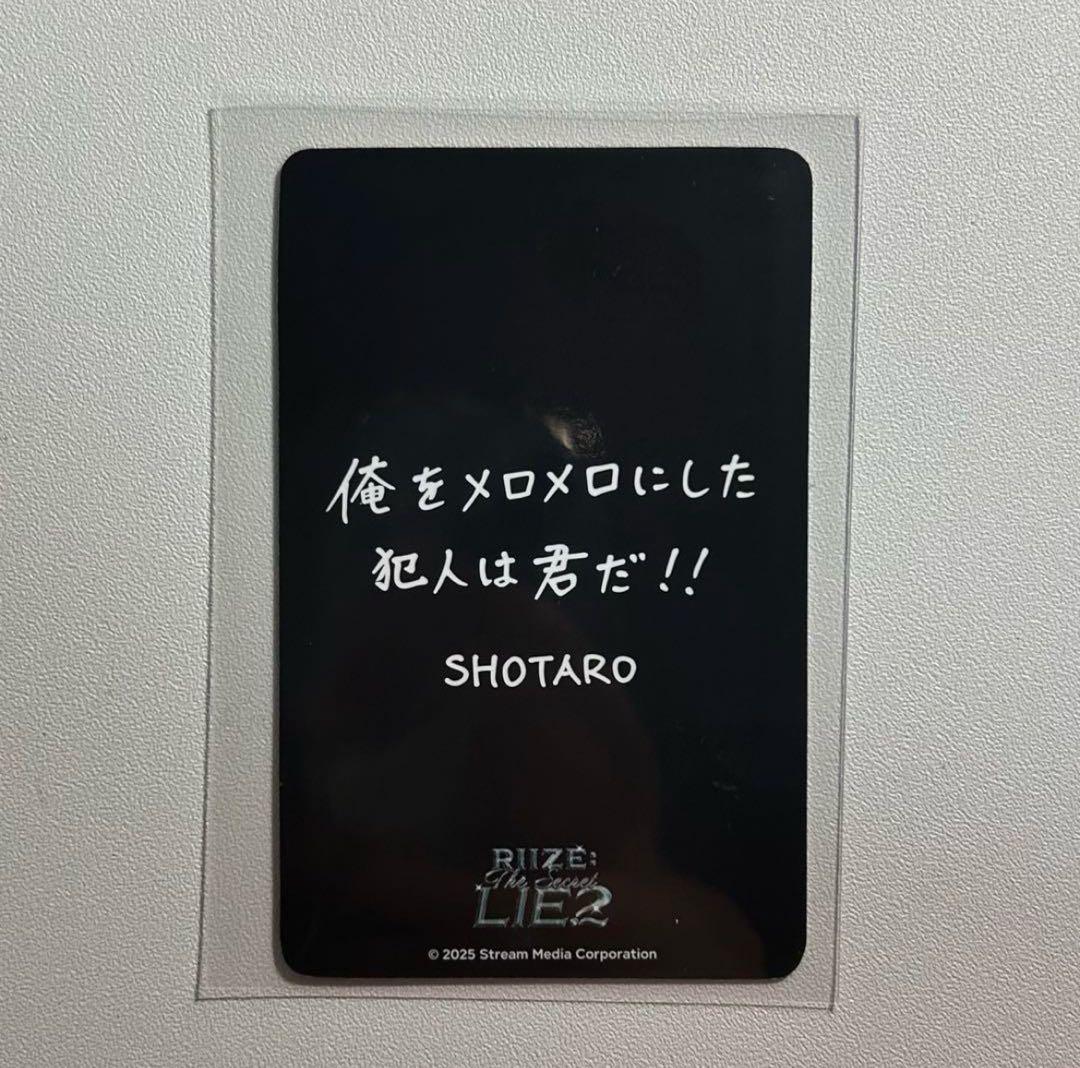 俺をメロメロにした
犯人は君だ!!
SHOTARO
RIIZE:
The Secret
LIE2
© 2025 Stream Media Corporation